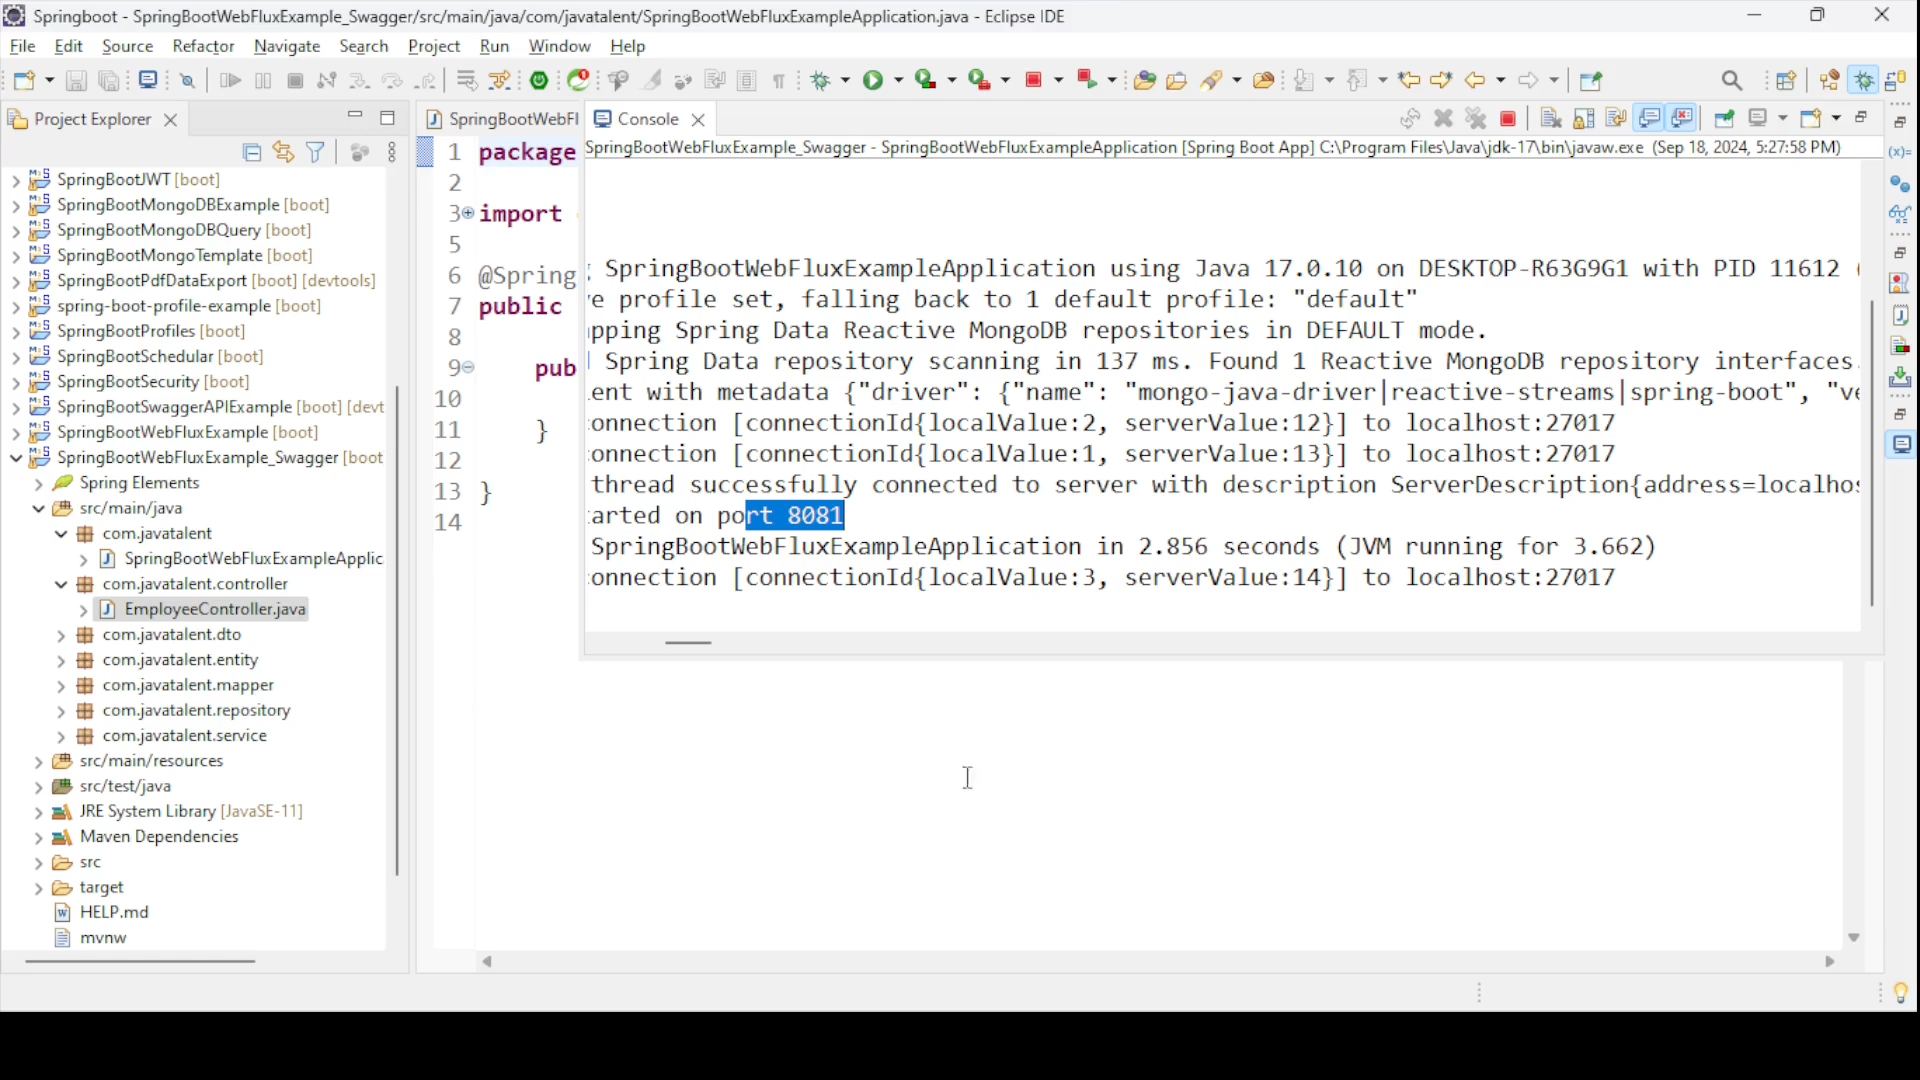 Springboot - SpringBootWebFluxExample_Swagger/src/main/java/com/javatalent/SpringBootWebFluxExampleApplication.java - Eclipse IDE
File Edit Source Refactor Navigate Search Project Run Window Help
Project Explorer
SpringBootJWT [boot]
SpringBootMongoDBExample [boot]
SpringBootMongoDBQuery [boot]
SpringBootMongoTemplate [boot]
SpringBootPdfDataExport [boot] [devtools]
spring-boot-profile-example [boot]
SpringBootProfiles [boot]
SpringBootSchedular [boot]
SpringBootSecurity [boot]
SpringBootSwaggerAPIExample [boot] [devt
SpringBootWebFluxExample [boot]
SpringBootWebFluxExample_Swagger [boot
Spring Elements
src/main/java
com.javatalent
SpringBootWebFluxExampleApplic
com.javatalent.controller
EmployeeController.java
com.javatalent.dto
com.javatalent.entity
com.javatalent.mapper
com.javatalent.repository
com.javatalent.service
src/main/resources
src/test/java
JRE System Library [JavaSE-11]
Maven Dependencies
src
target
HELP.md
mvnw
SpringBootWebFl
1 package
2
3 import
5
6 @Spring
7 public
8
9 pub
10
11 }
12
13 }
14
Console
SpringBootWebFluxExample_Swagger - SpringBootWebFluxExampleApplication [Spring Boot App] C:\Program Files\Java\jdk-17\bin\javaw.exe (Sep 18, 2024, 5:27:58 PM)
SpringBootWebFluxExampleApplication using Java 17.0.10 on DESKTOP-R63G9G1 with PID 11612 (
e profile set, falling back to 1 default profile: "default"
pping Spring Data Reactive MongoDB repositories in DEFAULT mode.
Spring Data repository scanning in 137 ms. Found 1 Reactive MongoDB repository interfaces.
ent with metadata {"driver": {"name": "mongo-java-driver|reactive-streams|spring-boot", "ve
onnection [connectionId{localValue:2, serverValue:12}] to localhost:27017
onnection [connectionId{localValue:1, serverValue:13}] to localhost:27017
thread successfully connected to server with description ServerDescription{address=localhos
arted on port 8081
SpringBootWebFluxExampleApplication in 2.856 seconds (JVM running for 3.662)
onnection [connectionId{localValue:3, serverValue:14}] to localhost:27017